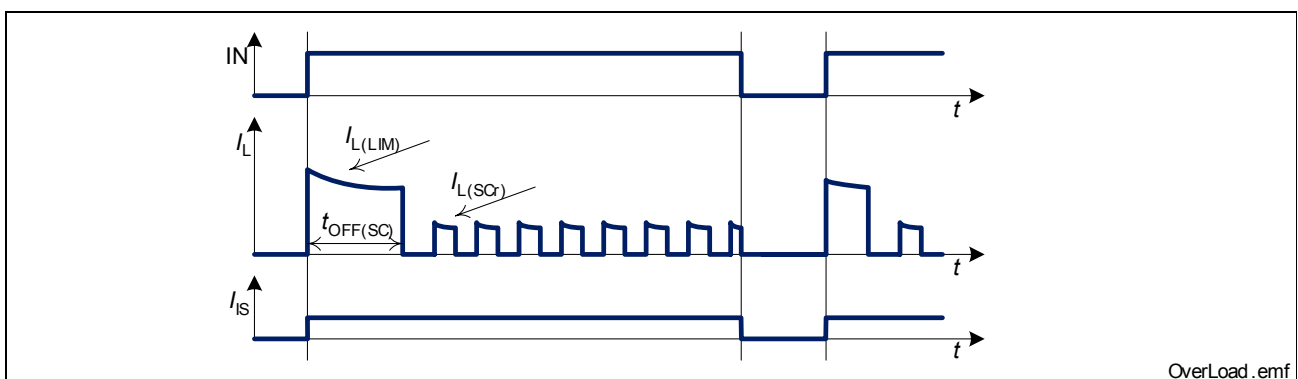 IN
t
I_L
I_L(LIM)
I_L(SCr)
t_OFF(SC)
t
I_IS
t
OverLoad.emf